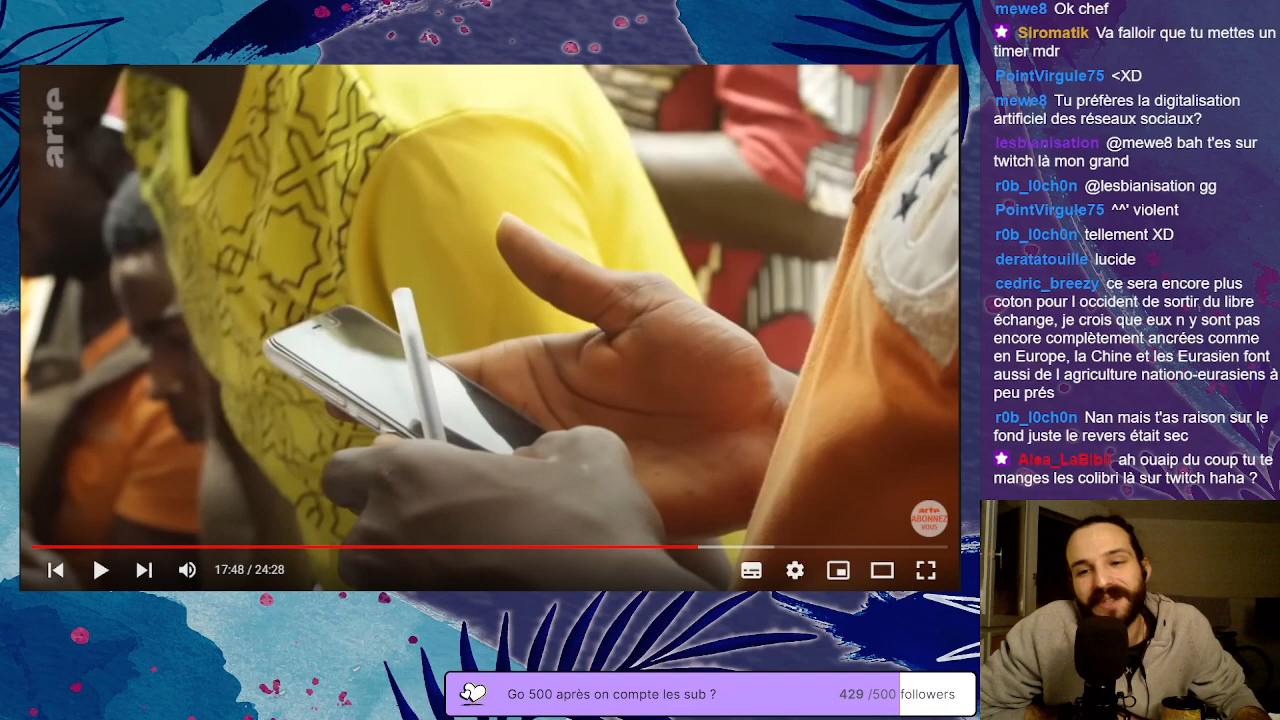 arte
arte
ABONNEZ
VOUS
17:48 / 24:28
mewe8 Ok chef
Siromatik Va falloir que tu mettes un
timer mdr
PointVirgule75 <XD
mewe8 Tu préfères la digitalisation
artificiel des réseaux sociaux?
lesbianisation @mewe8 bah t'es sur
twitch là mon grand
r0b_l0ch0n @lesbianisation gg
PointVirgule75 ^^' violent
r0b_l0ch0n tellement XD
deratatouille lucide
cedric_breezy ce sera encore plus
coton pour l occident de sortir du libre
échange, je crois que eux n y sont pas
encore complètement ancrées comme
en Europe, la Chine et les Eurasien font
aussi de l agriculture nationo-eurasiens à
peu prés
r0b_l0ch0n Nan mais t'as raison sur le
fond juste le revers était sec
ah ouaip du coup tu te
manges les colibri là sur twitch haha ?
Go 500 après on compte les sub ?
429 /500 followers